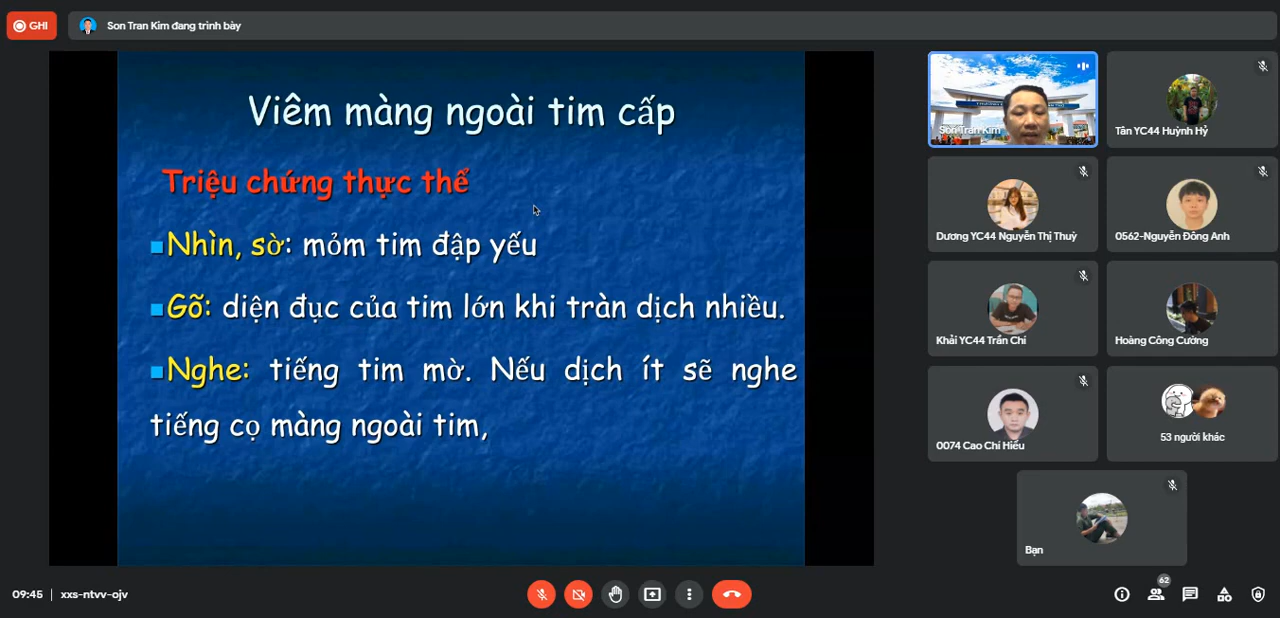 GHI
Son Tran Kim đang trình bày
Viêm màng ngoài tim cấp
Triệu chứng thực thể
Nhìn, sờ: mỏm tim đập yếu
Gõ: diện đục của tim lớn khi tràn dịch nhiều.
Nghe: tiếng tim mờ. Nếu dịch ít sẽ nghe
tiếng cọ màng ngoài tim,
Son Tran Kim
Tân YC44 Huỳnh Hỷ
Dương YC44 Nguyễn Thị Thuỳ
0562-Nguyễn Đông Anh
Khải YC44 Trần Chí
Hoàng Công Cường
0074 Cao Chí Hiếu
53 người khác
Bạn
09:45 | xxs-ntvv-ojv
62